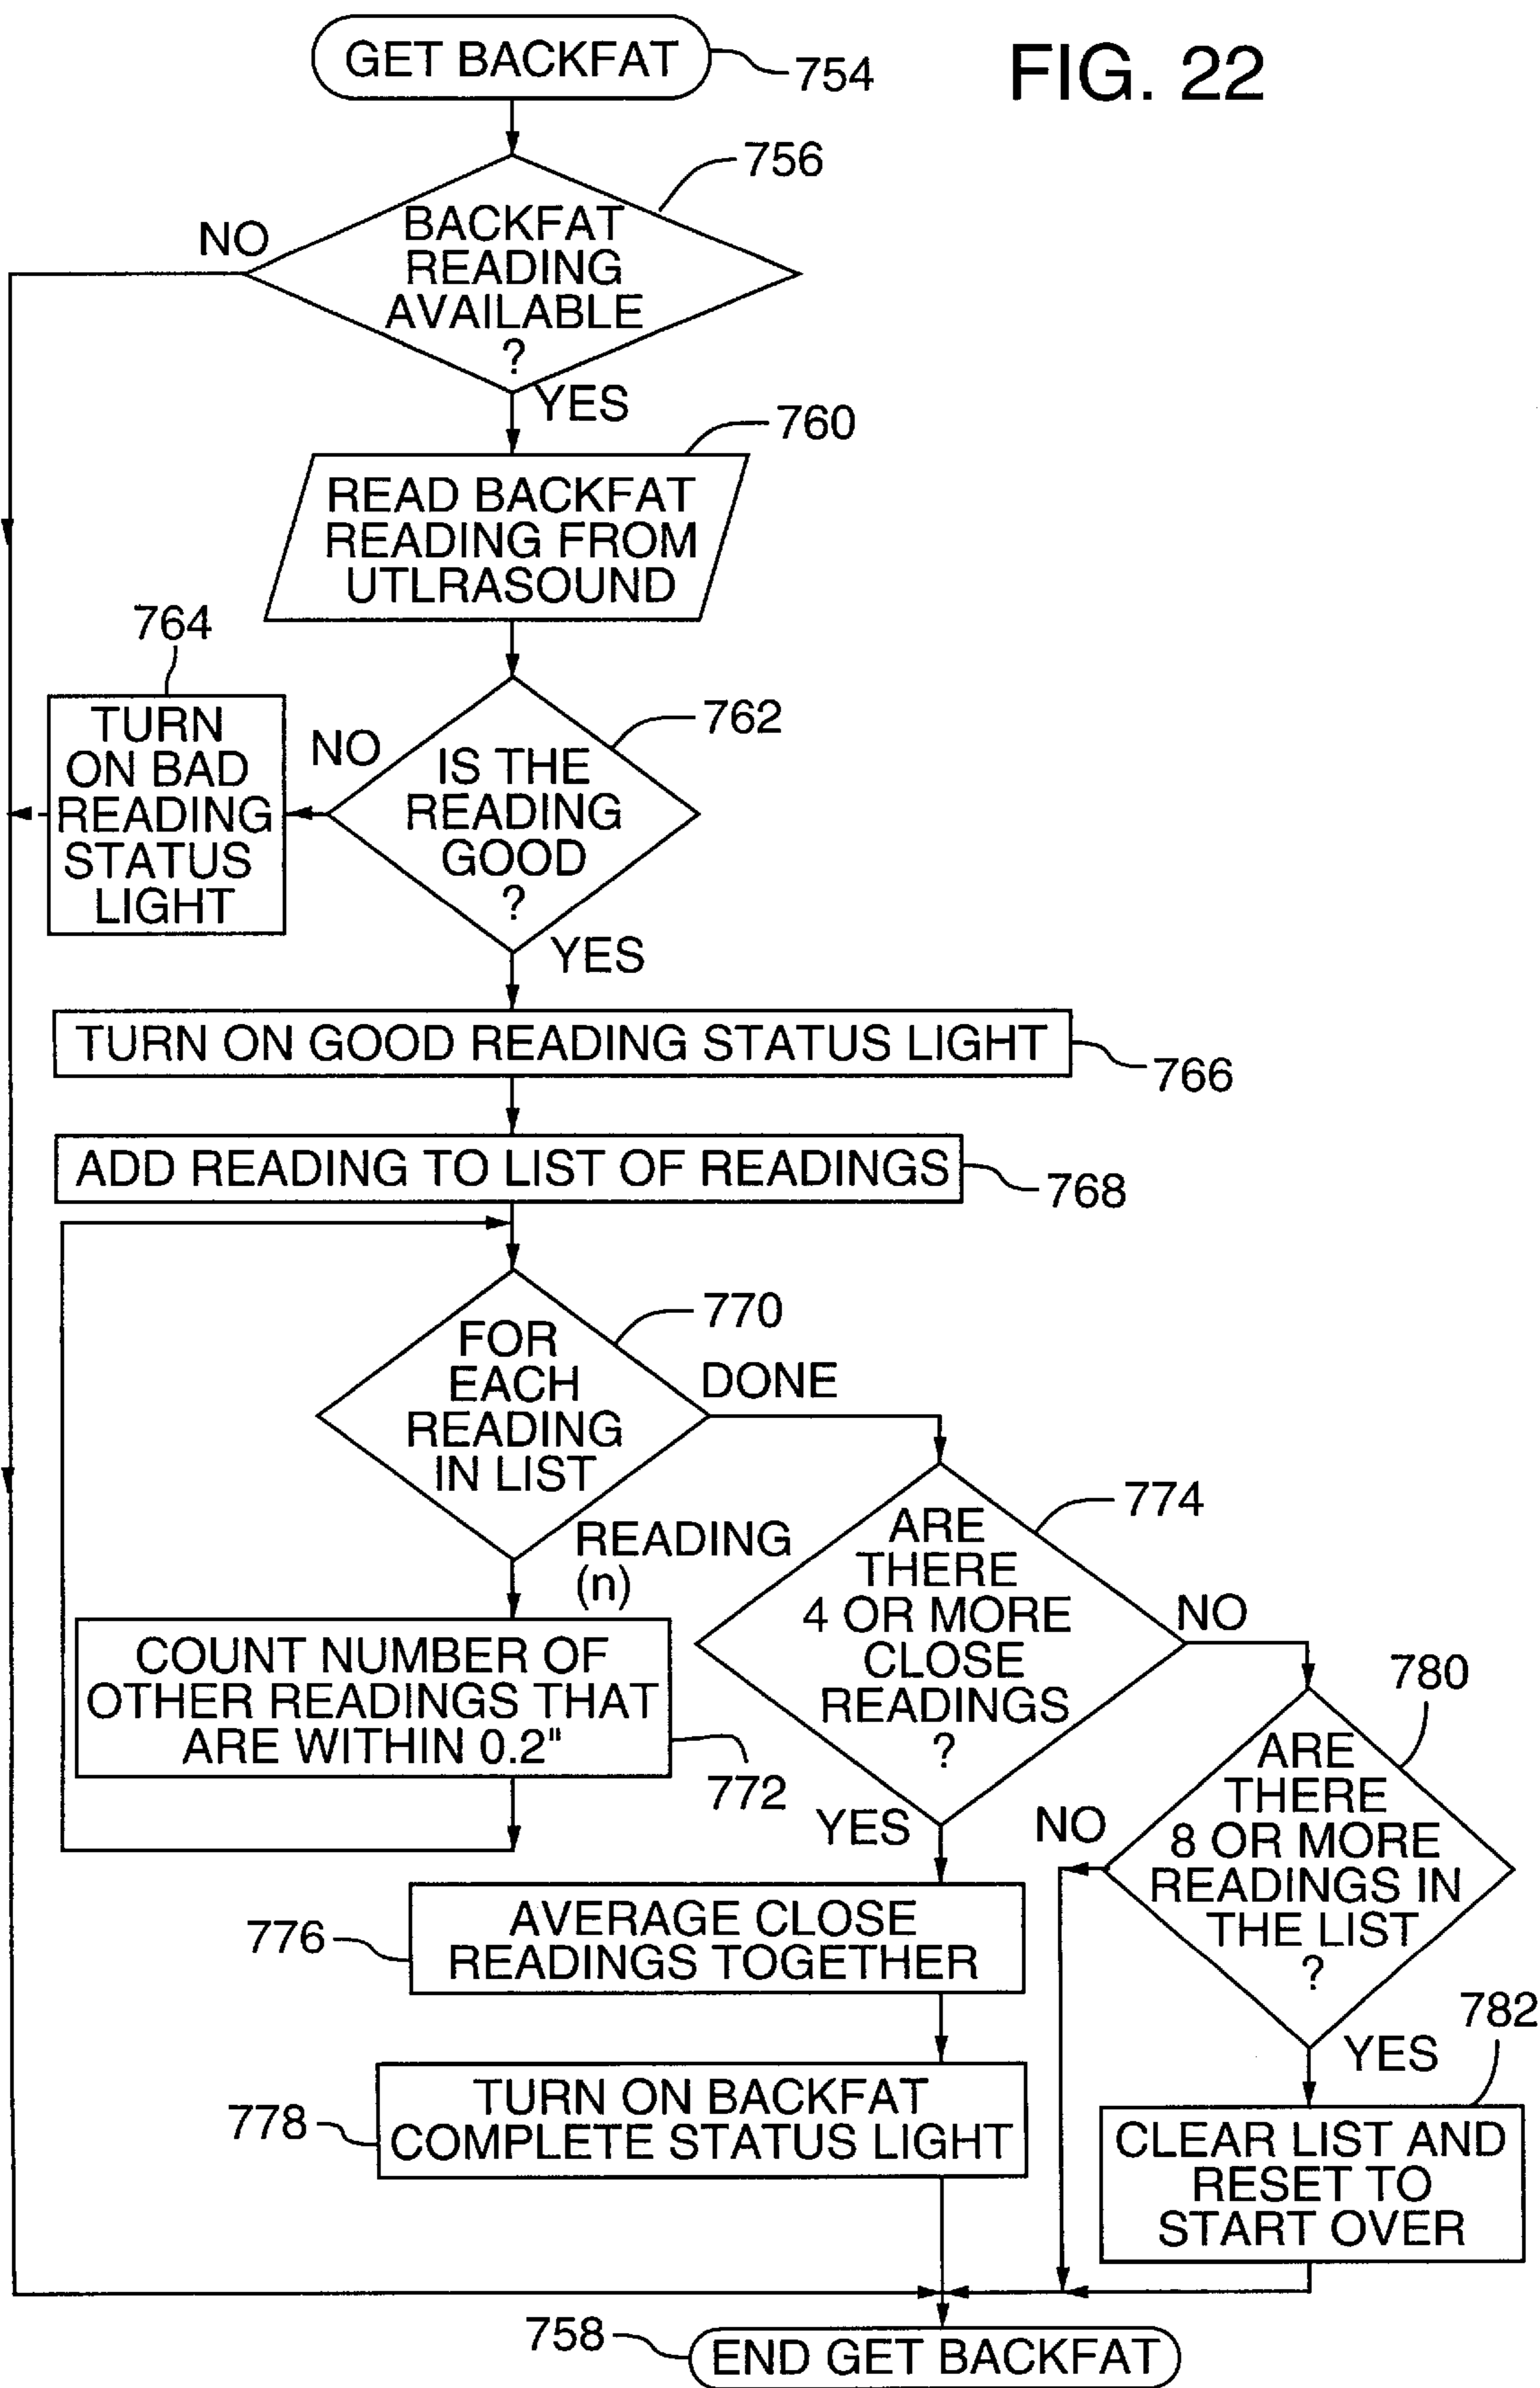 GET BACKFAT
754
FIG. 22
756
NO
BACKFAT
READING
AVAILABLE
?
YES
760
READ BACKFAT
READING FROM
UTLRASOUND
764
TURN
ON BAD
READING
STATUS
LIGHT
NO
762
IS THE
READING
GOOD
?
YES
TURN ON GOOD READING STATUS LIGHT
766
ADD READING TO LIST OF READINGS
768
770
FOR
EACH
READING
IN LIST
DONE
READING
(n)
774
ARE
THERE
4 OR MORE
CLOSE
READINGS
?
NO
COUNT NUMBER OF
OTHER READINGS THAT
ARE WITHIN 0.2"
772
780
ARE
THERE
8 OR MORE
READINGS IN
THE LIST
?
YES
NO
776
AVERAGE CLOSE
READINGS TOGETHER
782
YES
778
TURN ON BACKFAT
COMPLETE STATUS LIGHT
CLEAR LIST AND
RESET TO
START OVER
758
END GET BACKFAT